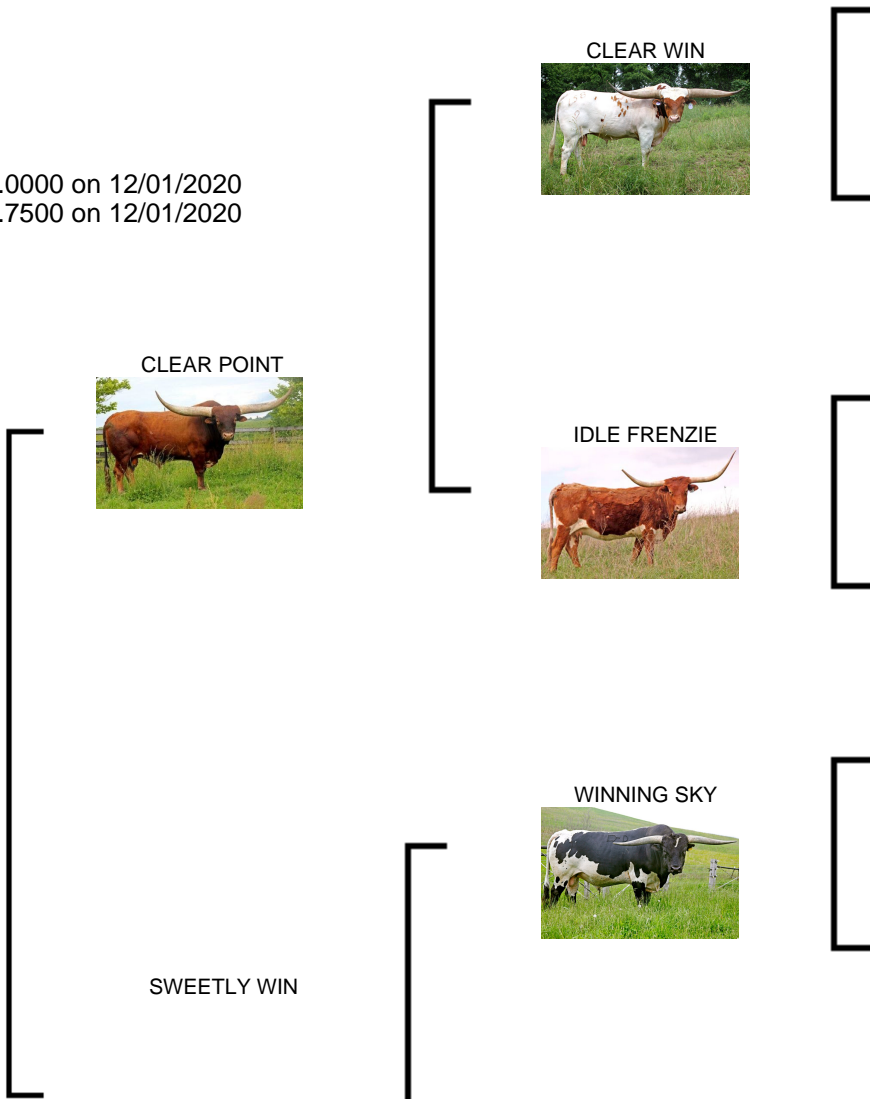 CLEAR WIN
.0000 on 12/01/2020
.7500 on 12/01/2020
CLEAR POINT
IDLE FRENZIE
WINNING SKY
SWEETLY WIN